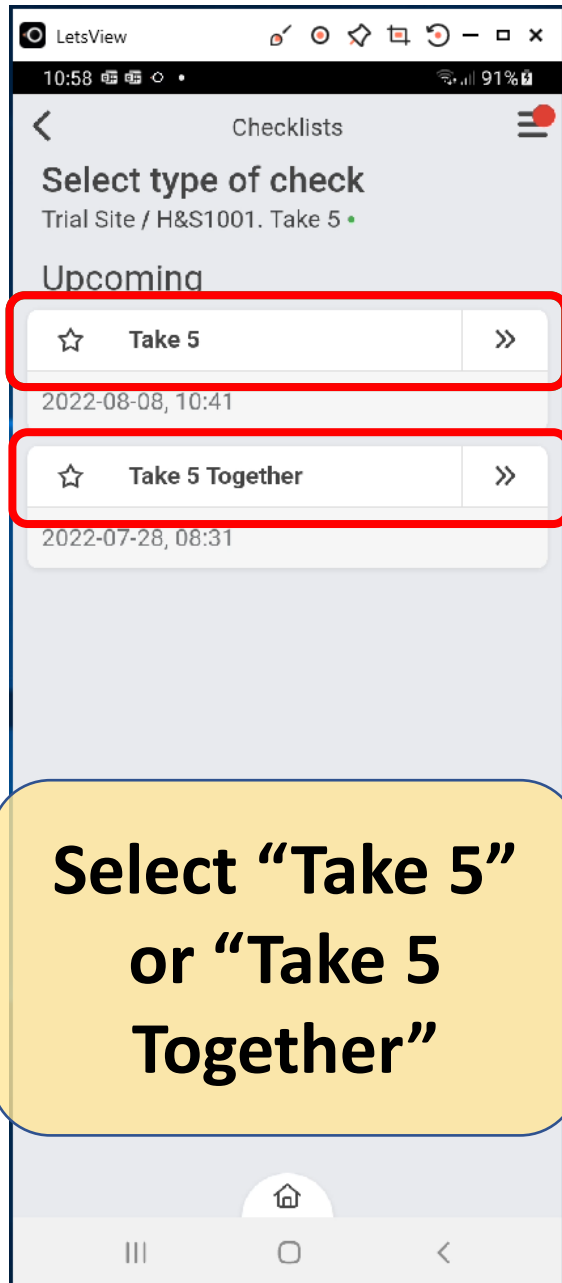 LetsView
10:58 91%
Checklists
Select type of check
Trial Site / H&S1001. Take 5
Upcoming
Take 5
2022-08-08, 10:41
Take 5 Together
2022-07-28, 08:31
Select “Take 5”
or “Take 5
Together”